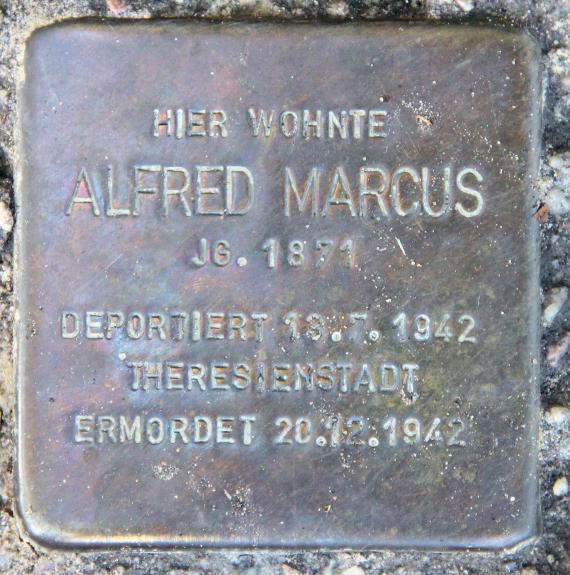 HIER WOHNTE
ALFRED MARCUS
JG. 1871
DEPORTIERT 13.7. 1942
THERESIENSTADT
ERMORDET 20.12.1942